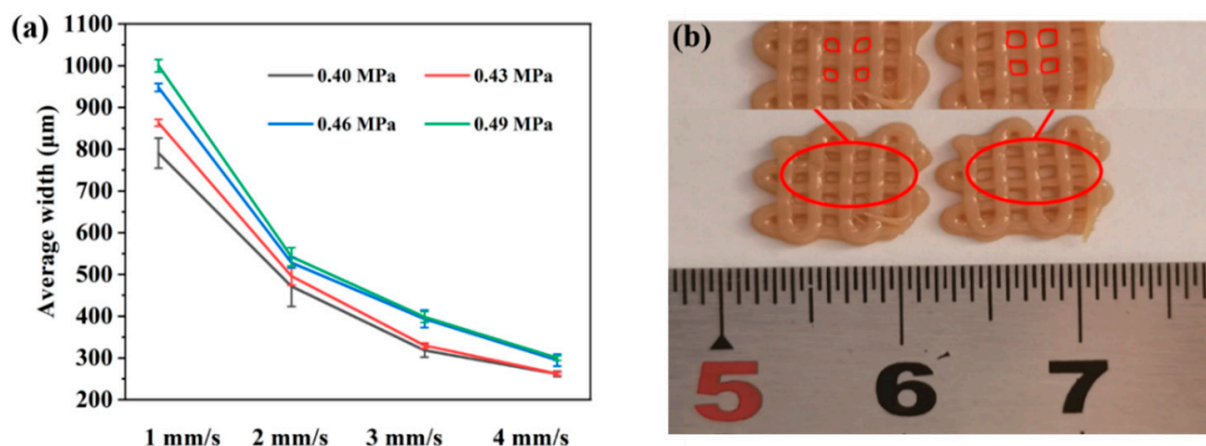 (a)
1100
1000
900
800
700
600
500
400
300
200
Average width (μm)
0.40 MPa 0.43 MPa
0.46 MPa 0.49 MPa
1 mm/s 2 mm/s 3 mm/s 4 mm/s
(b)
5 6 7